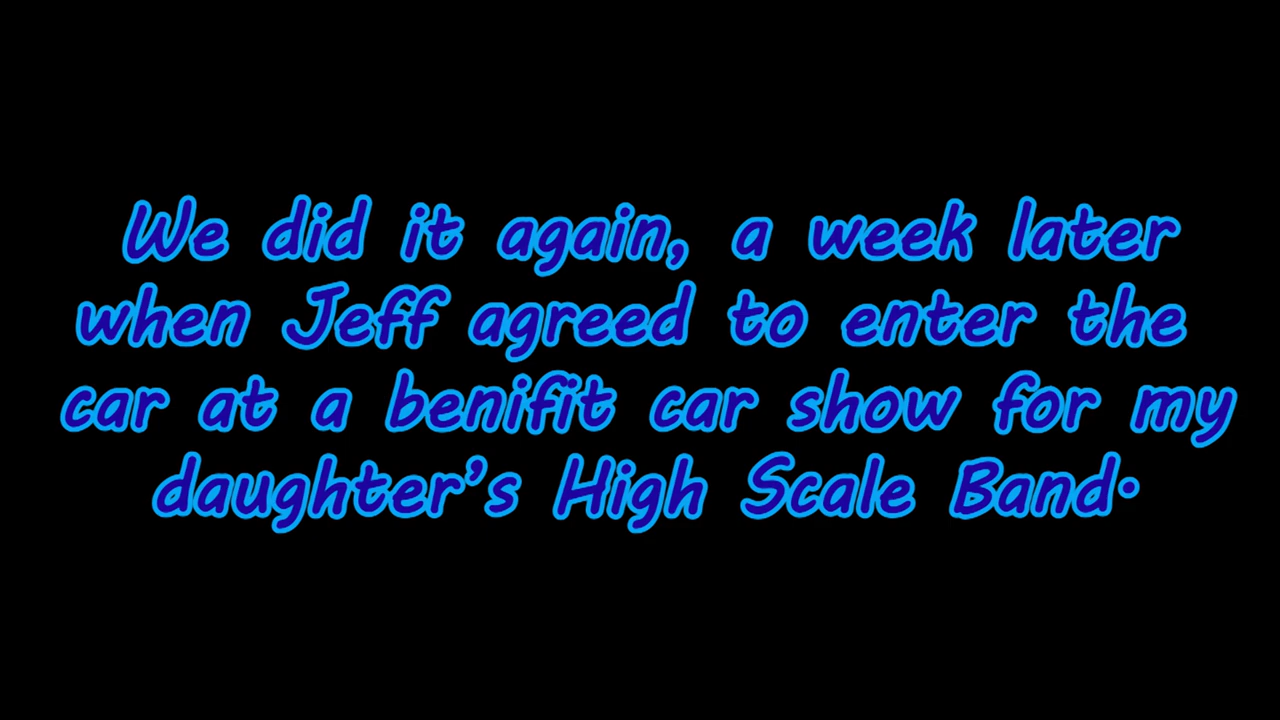 We did it again, a week later
when Jeff agreed to enter the
car at a benifit car show for my
daughter's High Scale Band.